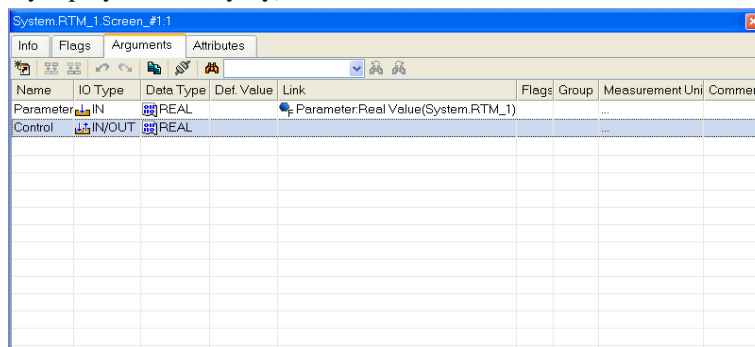 System.RTM_1.Screen_#1:1
Info Flags Arguments Attributes
Name IO Type Data Type Def. Value Link Flags Group Measurement Uni Commen
Parameter IN REAL Parameter:Real Value(System.RTM_1) ...
Control IN/OUT REAL ...